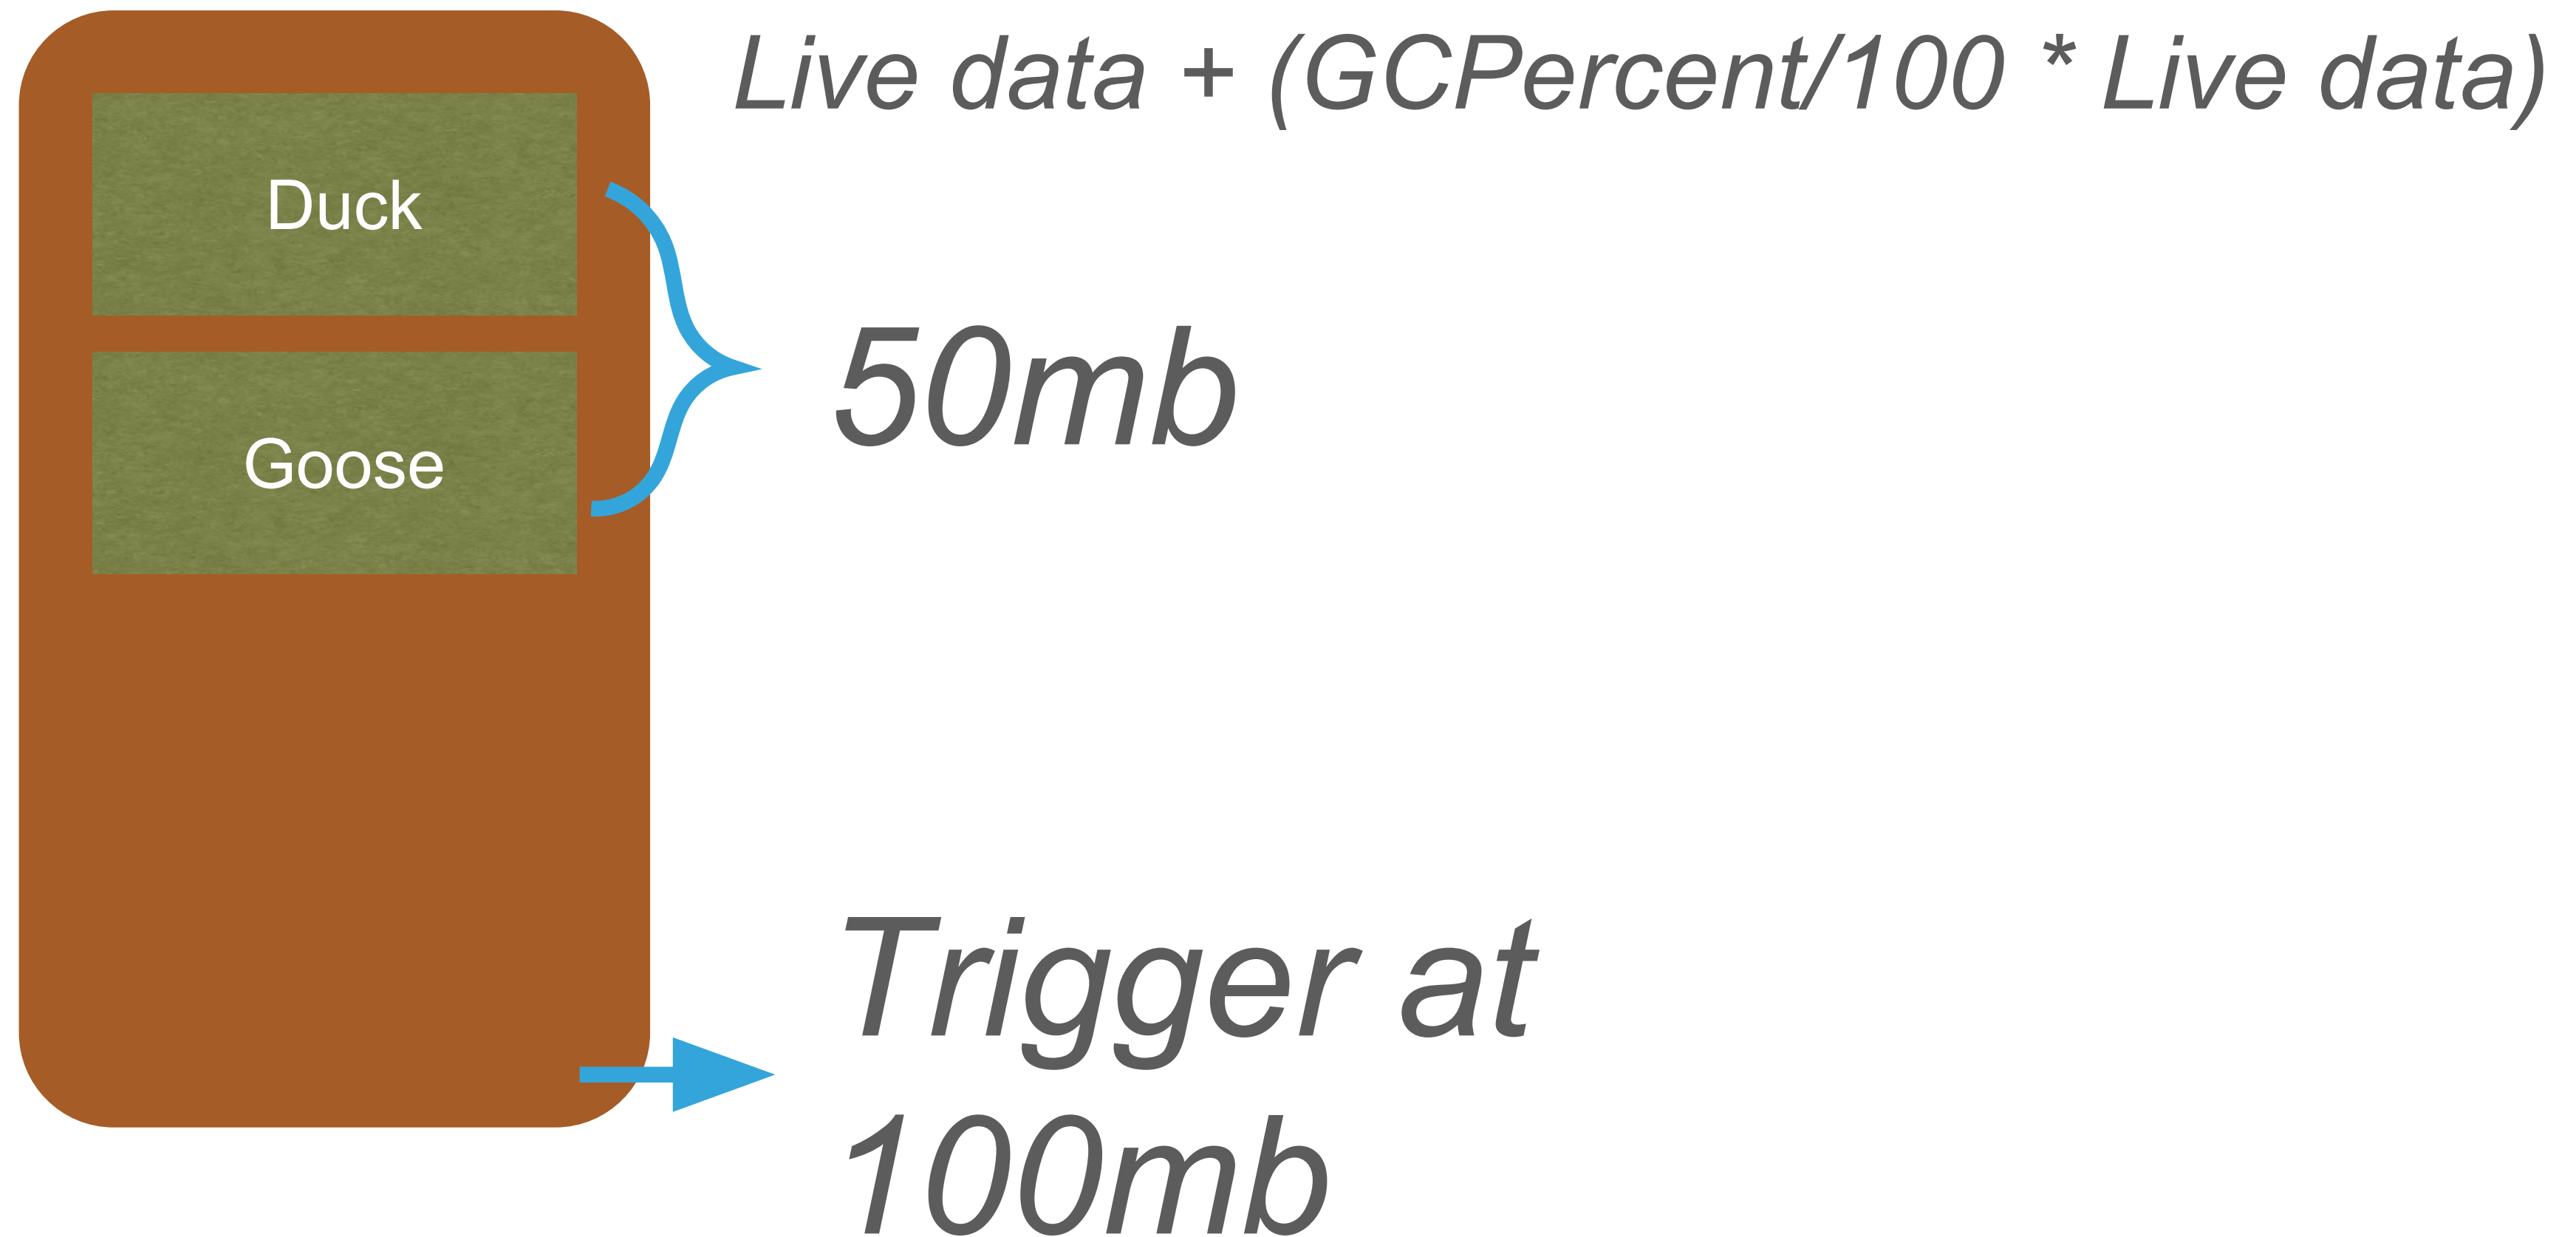 Live data + (GCPercent/100 * Live data)
Duck
Goose
50mb
Trigger at
100mb